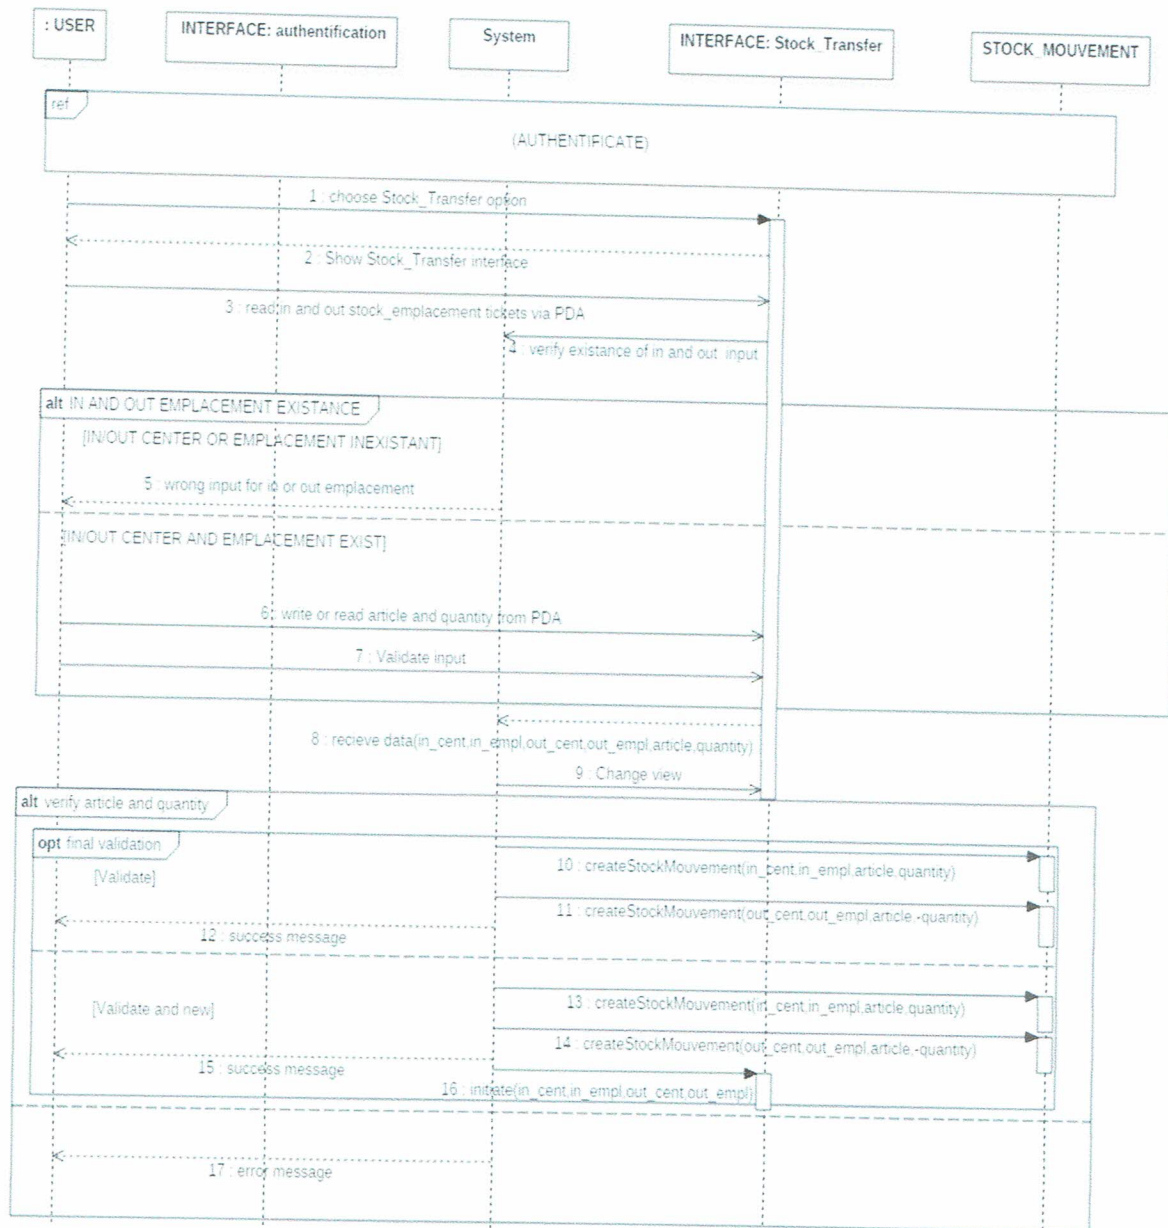 : USER
INTERFACE: authentification
System
INTERFACE: Stock_Transfer
STOCK_MOUVEMENT
ref
(AUTHENTIFICATE)
1 : choose Stock_Transfer option
2 : Show Stock_Transfer interface
3 : read in and out stock_emplacement tickets via PDA
4 : verify existance of in and out input
alt IN AND OUT EMPLACEMENT EXISTANCE
[IN/OUT CENTER OR EMPLACEMENT INEXISTANT]
5 : wrong input for in or out emplacement
[IN/OUT CENTER AND EMPLACEMENT EXIST]
6 : write or read article and quantity from PDA
7 : Validate input
8 : recieve data(in_cent,in_empl,out_cent,out_empl,article,quantity)
9 : Change view
alt verify article and quantity
opt final validation
[Validate]
10 : createStockMouvement(in_cent,in_empl,article,quantity)
11 : createStockMouvement(out_cent,out_empl,article,-quantity)
12 : success message
[Validate and new]
13 : createStockMouvement(in_cent,in_empl,article,quantity)
14 : createStockMouvement(out_cent,out_empl,article,-quantity)
15 : success message
16 : initiate(in_cent,in_empl,out_cent,out_empl)
17 : error message